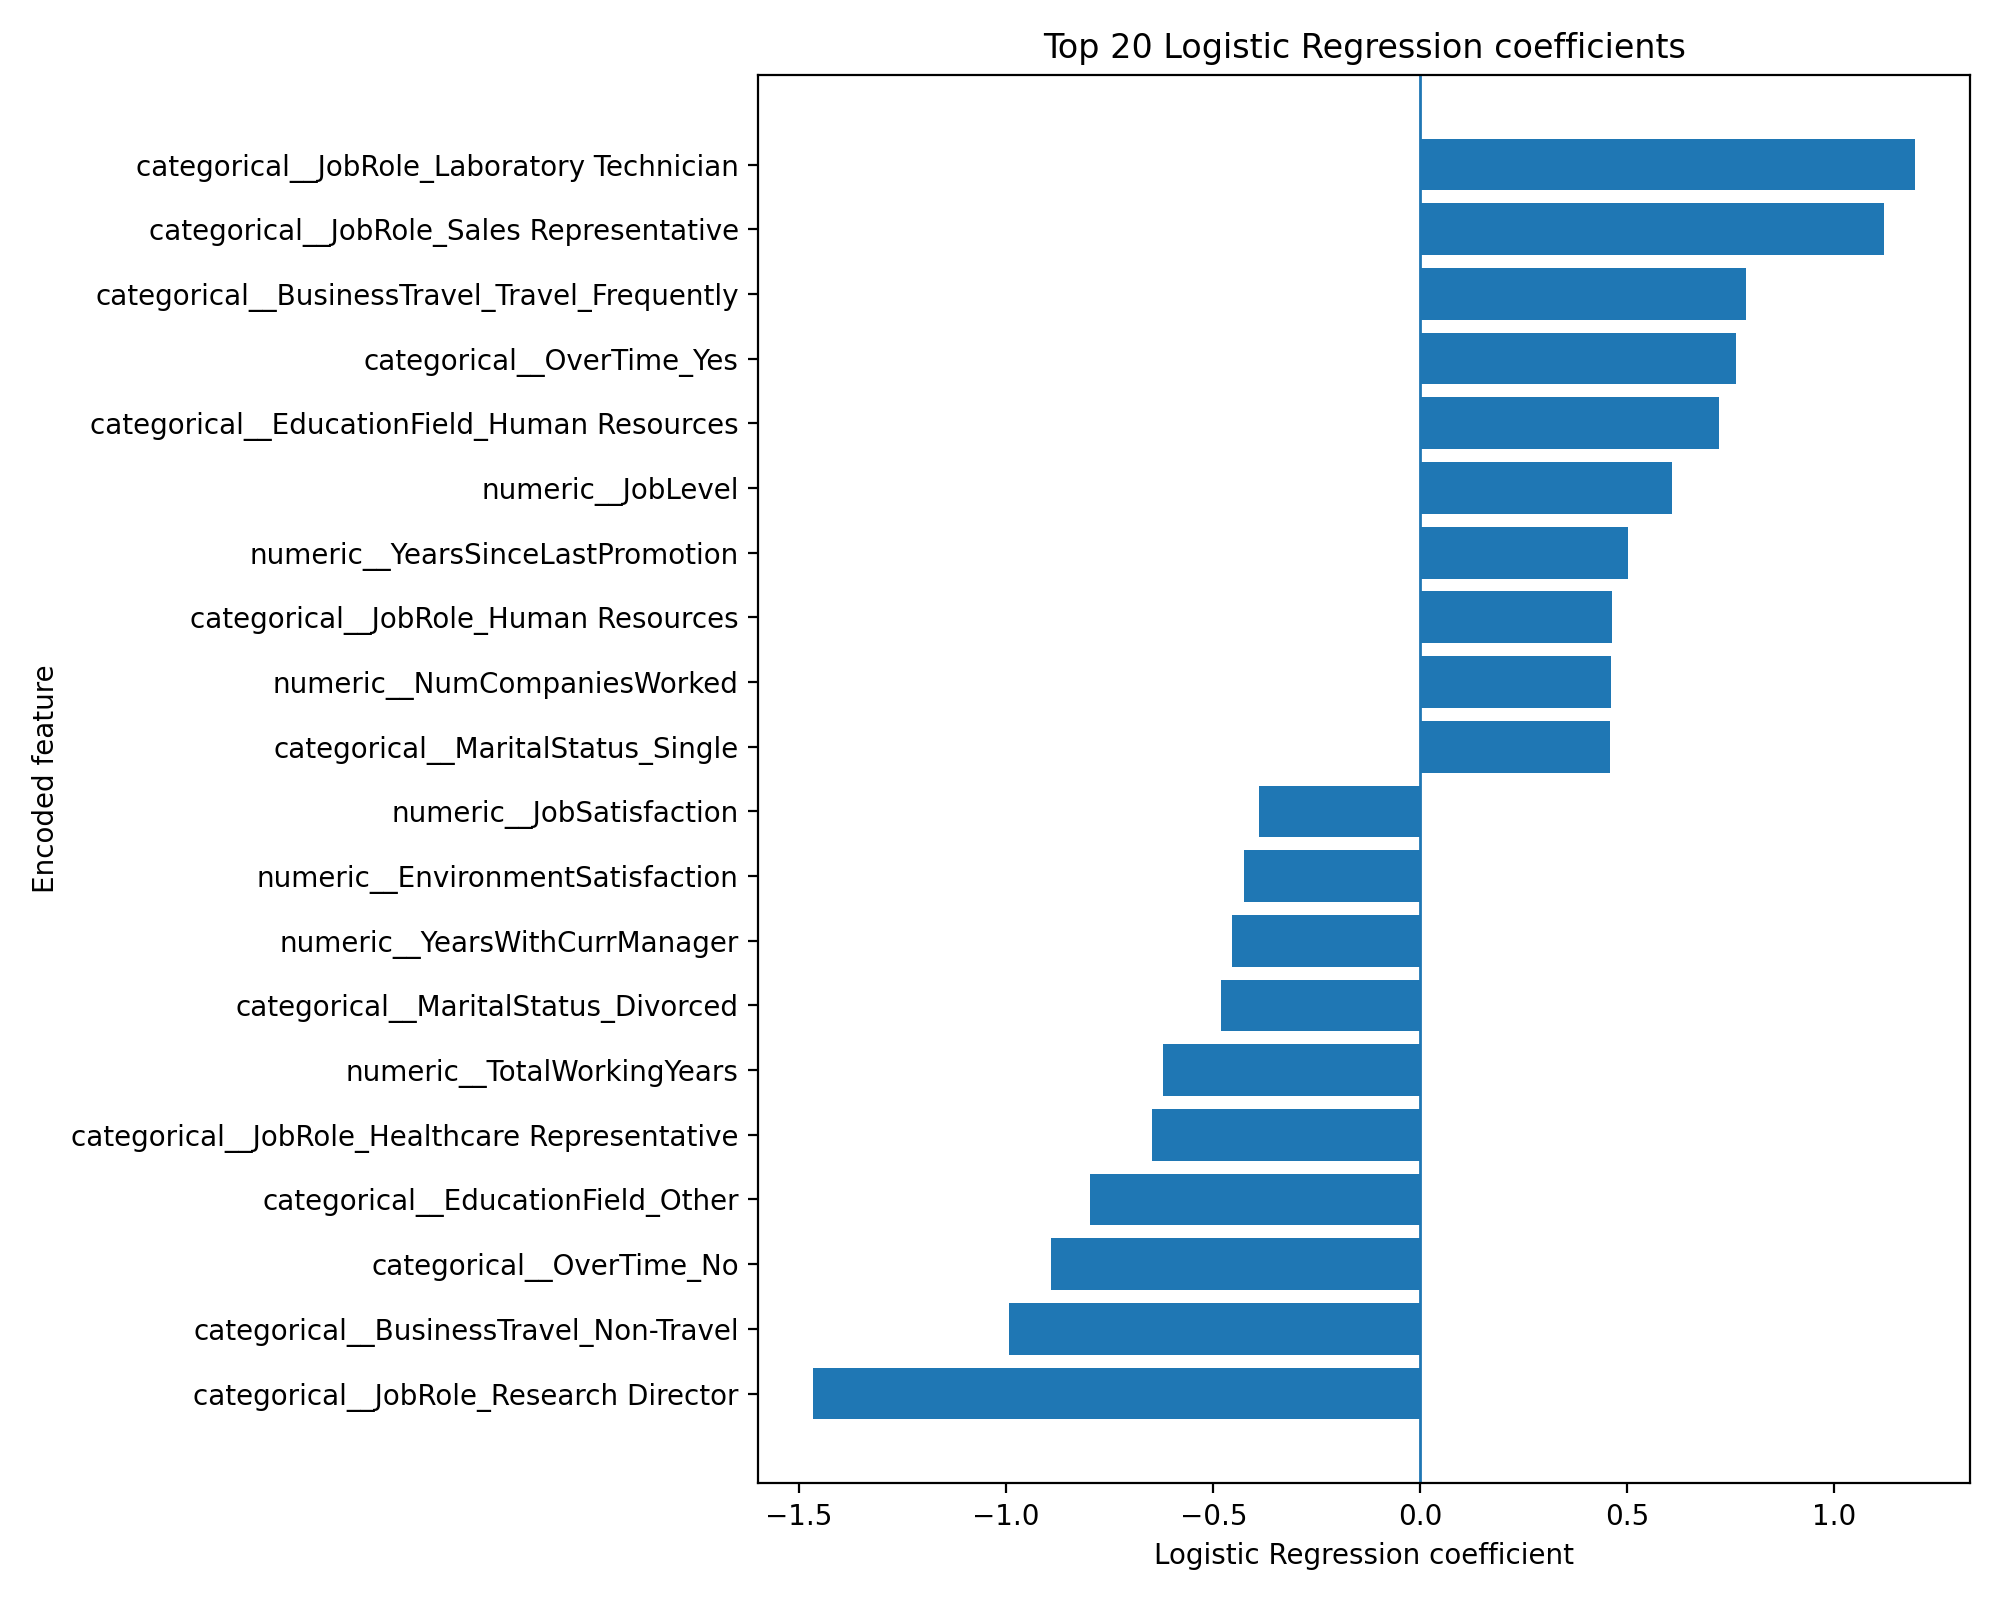 Top 20 Logistic Regression coefficients
categorical__JobRole_Laboratory Technician
categorical__JobRole_Sales Representative
categorical__BusinessTravel_Travel_Frequently
categorical__OverTime_Yes
categorical__EducationField_Human Resources
numeric__JobLevel
numeric__YearsSinceLastPromotion
categorical__JobRole_Human Resources
numeric__NumCompaniesWorked
categorical__MaritalStatus_Single
numeric__JobSatisfaction
numeric__EnvironmentSatisfaction
numeric__YearsWithCurrManager
categorical__MaritalStatus_Divorced
numeric__TotalWorkingYears
categorical__JobRole_Healthcare Representative
categorical__EducationField_Other
categorical__OverTime_No
categorical__BusinessTravel_Non-Travel
categorical__JobRole_Research Director
Encoded feature
−1.5 −1.0 −0.5 0.0 0.5 1.0
Logistic Regression coefficient